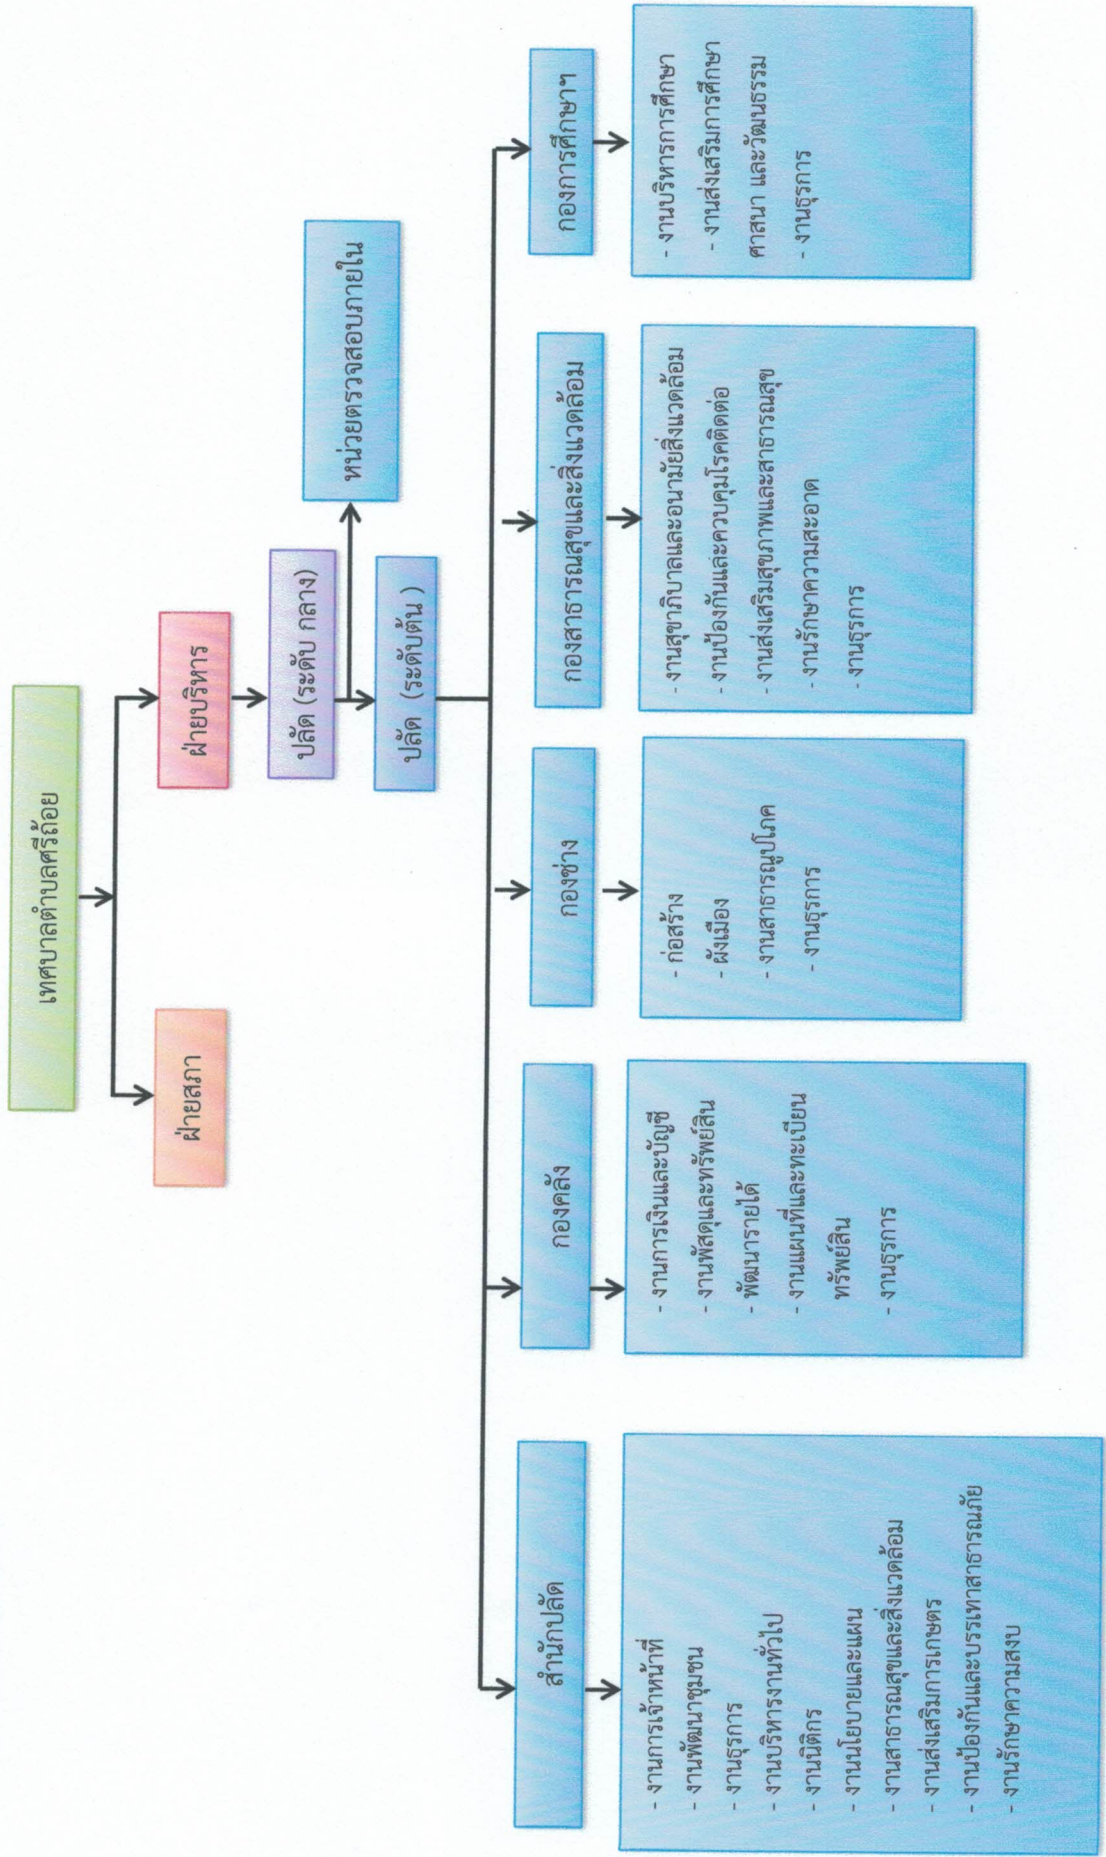 เทศบาลตำบลศรีถ้อย
ฝ่ายสภา
ฝ่ายบริหาร
ปลัด (ระดับ กลาง)
หน่วยตรวจสอบภายใน
ปลัด (ระดับต้น )
สำนักปลัด
- งานการเจ้าหน้าที่
- งานพัฒนาชุมชน
- งานธุรการ
- งานบริหารงานทั่วไป
- งานนิติกร
- งานนโยบายและแผน
- งานสาธารณสุขและสิ่งแวดล้อม
- งานส่งเสริมการเกษตร
- งานป้องกันและบรรเทาสาธารณภัย
- งานรักษาความสงบ
กองคลัง
- งานการเงินและบัญชี
- งานพัสดุและทรัพย์สิน
- พัฒนารายได้
- งานแผนที่และทะเบียน
ทรัพย์สิน
- งานธุรการ
กองช่าง
- ก่อสร้าง
- ผังเมือง
- งานสาธารณูปโภค
- งานธุรการ
กองสาธารณสุขและสิ่งแวดล้อม
- งานสุขาภิบาลและอนามัยสิ่งแวดล้อม
- งานป้องกันและควบคุมโรคติดต่อ
- งานส่งเสริมสุขภาพและสาธารณสุข
- งานรักษาความสะอาด
- งานธุรการ
กองการศึกษาฯ
- งานบริหารการศึกษา
- งานส่งเสริมการศึกษา
ศาสนา และวัฒนธรรม
- งานธุรการ